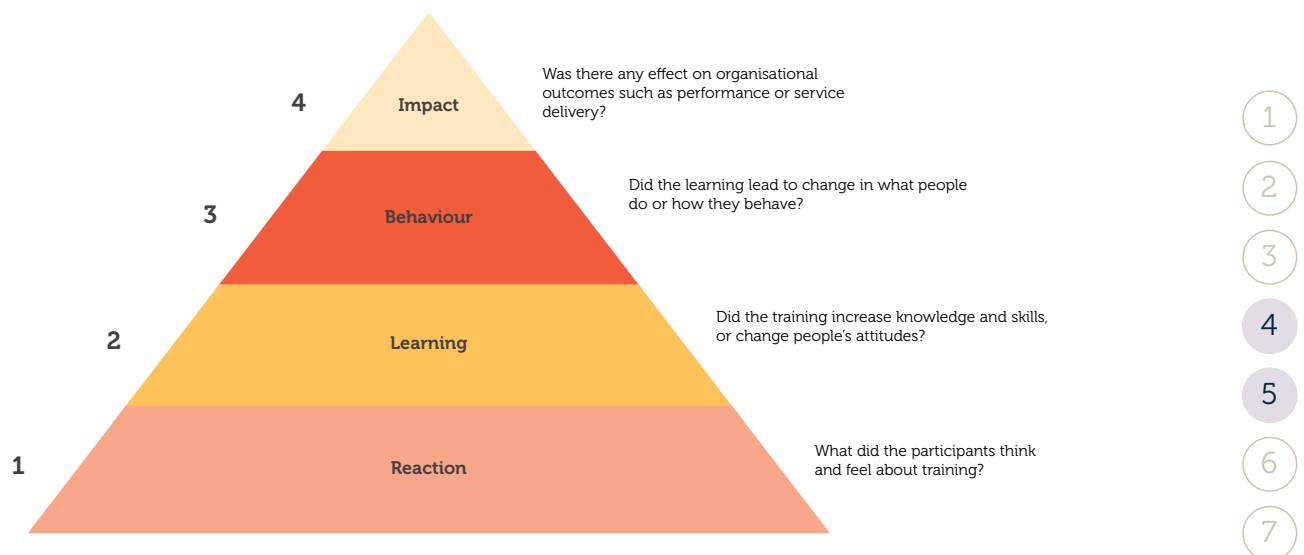 4
Impact
Was there any effect on organisational
outcomes such as performance or service
delivery?
3
Behaviour
Did the learning lead to change in what people
do or how they behave?
2
Learning
Did the training increase knowledge and skills,
or change people's attitudes?
1
Reaction
What did the participants think
and feel about training?
1
2
3
4
5
6
7